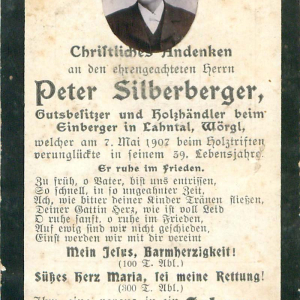 Christliches Andenken
an den ehrengeachteten Herrn
Peter Silberberger,
Gutsbesitzer und Holzhändler beim
Einberger in Lahntal, Wörgl,
welcher am 7. Mai 1907 beim Holztriften
verunglückte in seinem 39. Lebensjahre.
Er ruhe im Frieden.
Zu früh, o Vater, bist uns entrissen,
So schnell, in so ungeahnter Zeit,
Ach, wie bitter deine Kinder Tränen fließen,
Deiner Gattin Herz, wie ist voll Leid
O ruhe sanft, o ruhe im Frieden,
Auf ewig sind wir nicht geschieden,
Einst werden wir mit dir vereint
Mein Jesus, Barmherzigkeit!
(100 T. Abl.)
Süßes Herz Maria, sei meine Rettung!
(300 T. Abl.)